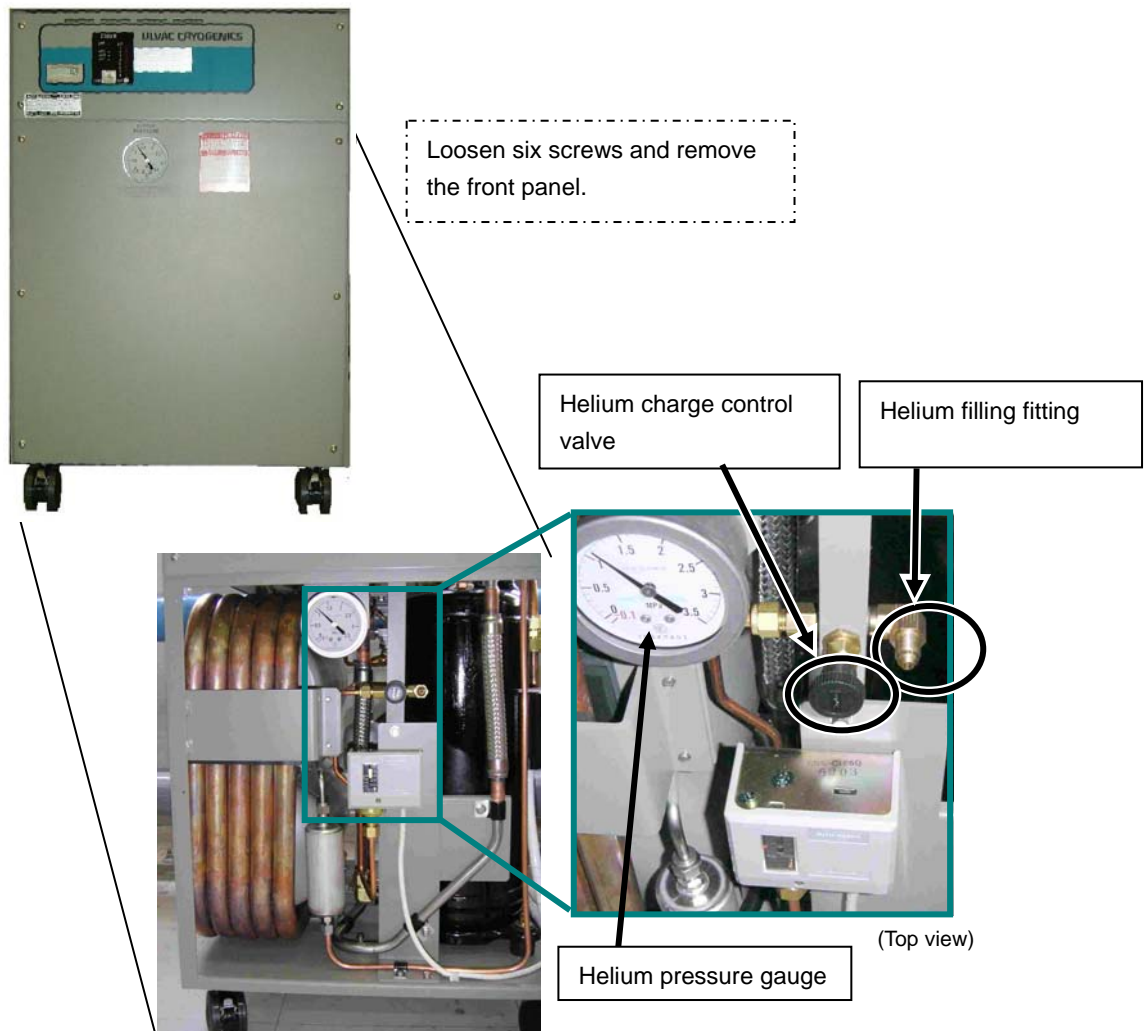 ULVAC CRYOGENICS
Loosen six screws and remove
the front panel.
Helium charge control
valve
Helium filling fitting
1.5
2
1
2.5
0.5
3
0
MPa
3.5
-0.1
(Top view)
Helium pressure gauge